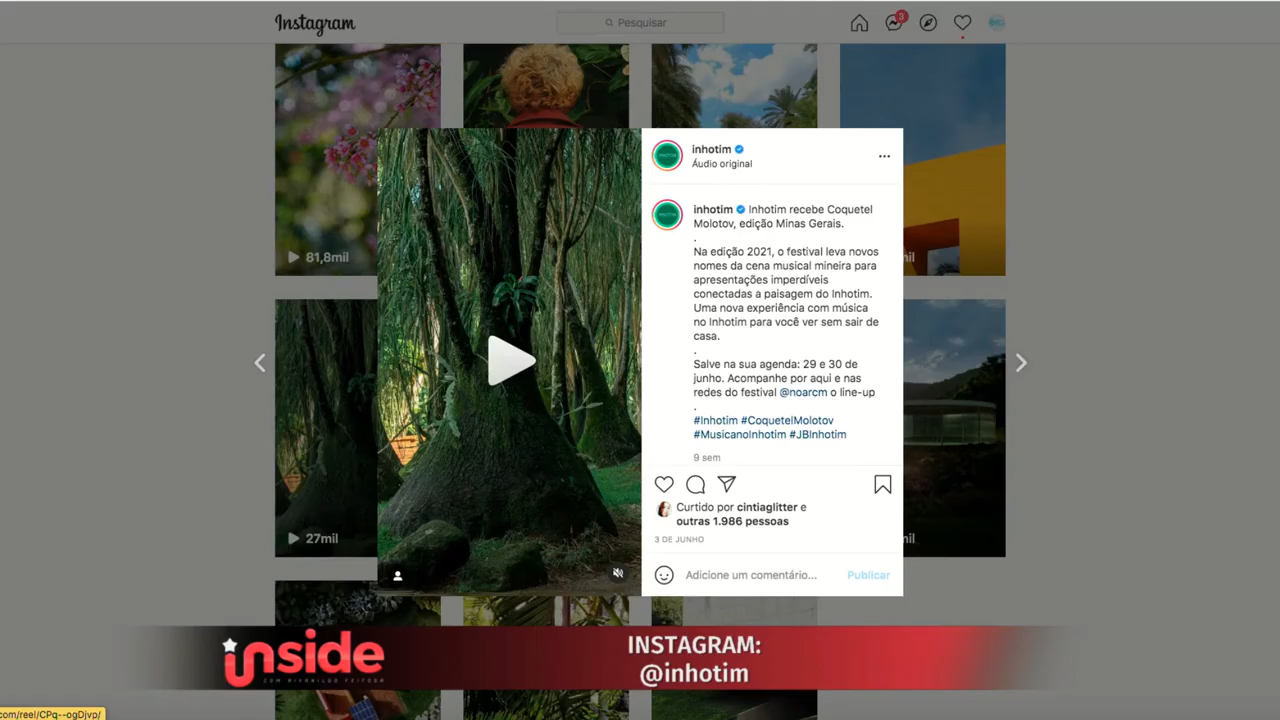 Instagram
Pesquisar
3
81,8mil
inhotim
Áudio original
inhotim Inhotim recebe Coquetel
Molotov, edição Minas Gerais.
.
Na edição 2021, o festival leva novos
nomes da cena musical mineira para
apresentações imperdíveis
conectadas a paisagem do Inhotim.
Uma nova experiência com música
no Inhotim para você ver sem sair de
casa.
.
Salve na sua agenda: 29 e 30 de
junho. Acompanhe por aqui e nas
redes do festival @noarcm o line-up
.
#Inhotim #CoquetelMolotov
#MusicanoInhotim #JBInhotim
9 sem
27mil
Curtido por cintiaglitter e
outras 1.986 pessoas
3 DE JUNHO
Adicione um comentário... Publicar
inside
COM RIVANILDO FEITOSA
INSTAGRAM:
@inhotim
com/reel/CPq--ogDjvp/